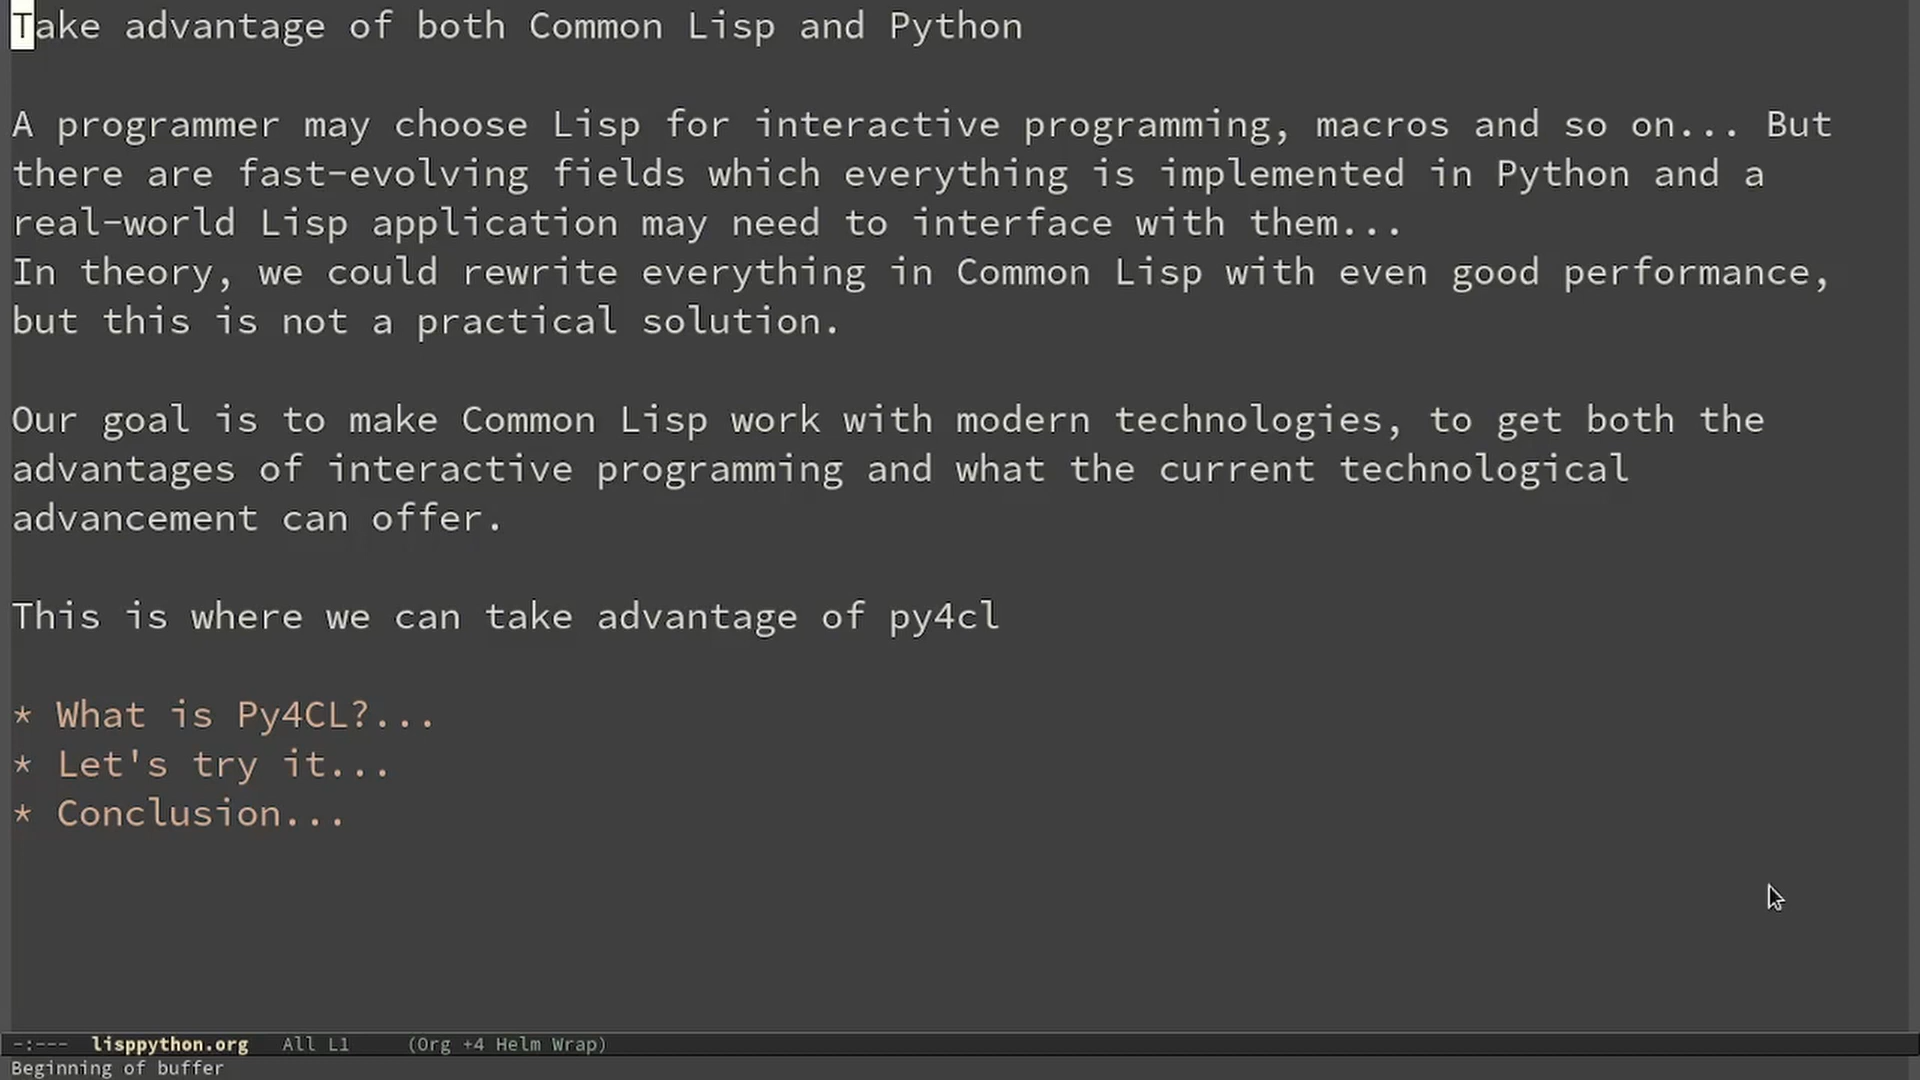 Take advantage of both Common Lisp and Python
A programmer may choose Lisp for interactive programming, macros and so on... But
there are fast-evolving fields which everything is implemented in Python and a
real-world Lisp application may need to interface with them...
In theory, we could rewrite everything in Common Lisp with even good performance,
but this is not a practical solution.
Our goal is to make Common Lisp work with modern technologies, to get both the
advantages of interactive programming and what the current technological
advancement can offer.
This is where we can take advantage of py4cl
* What is Py4CL?...
* Let's try it...
* Conclusion...
-:--- lisppython.org All L1 (Org +4 Helm Wrap)
Beginning of buffer